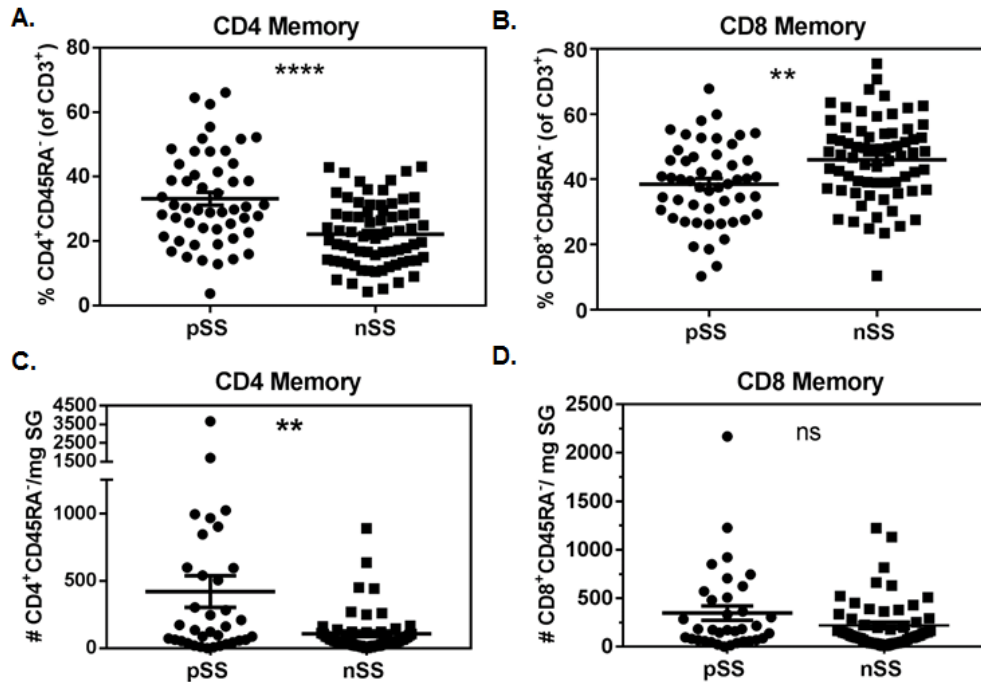 A.
CD4 Memory
% CD4⁺CD45RA⁻ (of CD3⁺)
80
60
40
20
0
****
pSS
nSS
B.
CD8 Memory
% CD8⁺CD45RA⁻ (of CD3⁺)
80
60
40
20
0
**
pSS
nSS
C.
CD4 Memory
# CD4⁺CD45RA⁻/mg SG
4500
3500
2500
1500
1000
500
0
**
pSS
nSS
D.
CD8 Memory
# CD8⁺CD45RA⁻/ mg SG
2500
2000
1500
1000
500
0
ns
pSS
nSS